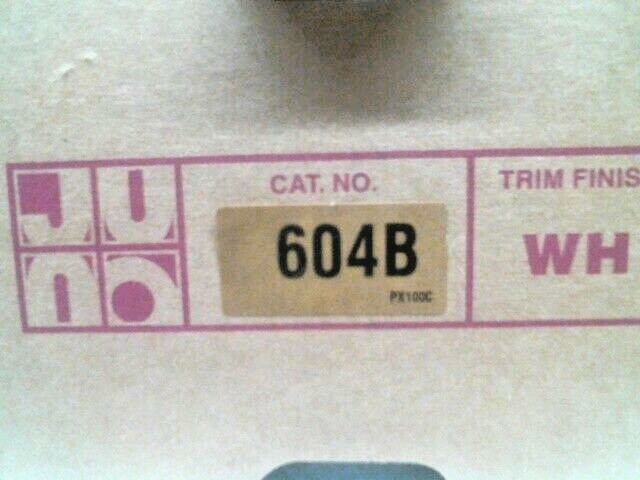 JUNO
CAT. NO.
604B
PX100C
TRIM FINIS
WH